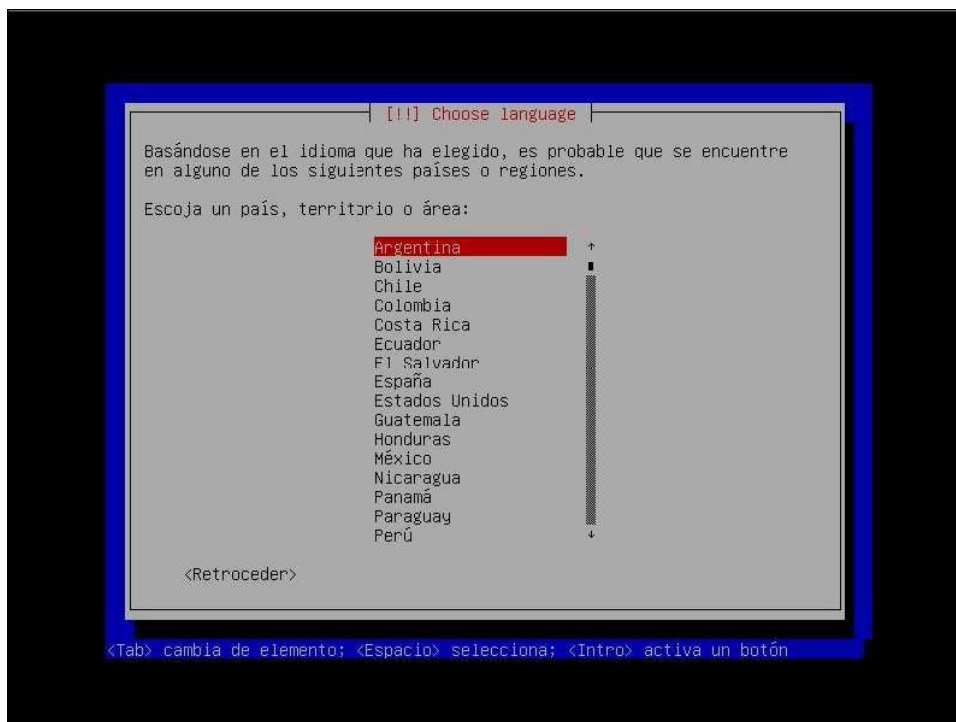 [!!] Choose language
Basándose en el idioma que ha elegido, es probable que se encuentre
en alguno de los siguientes países o regiones.
Escoja un país, territorio o área:
Argentina
Bolivia
Chile
Colombia
Costa Rica
Ecuador
El Salvador
España
Estados Unidos
Guatemala
Honduras
México
Nicaragua
Panamá
Paraguay
Perú
<Retroceder>
<Tab> cambia de elemento; <Espacio> selecciona; <Intro> activa un botón